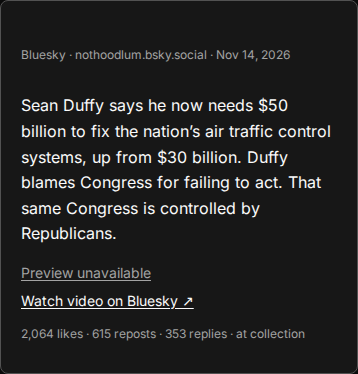 Bluesky · nothoodlum.bsky.social · Nov 14, 2026
Sean Duffy says he now needs $50
billion to fix the nation’s air traffic control
systems, up from $30 billion. Duffy
blames Congress for failing to act. That
same Congress is controlled by
Republicans.
Preview unavailable
Watch video on Bluesky ↗
2,064 likes · 615 reposts · 353 replies · at collection